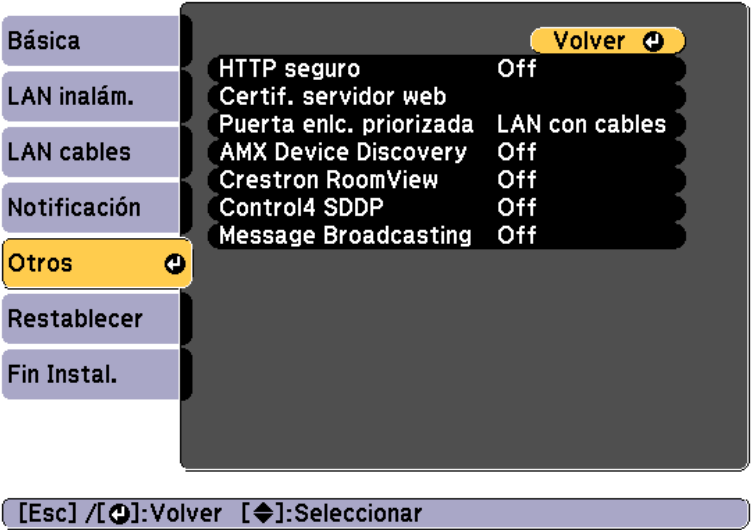 Básica
LAN inalám.
LAN cables
Notificación
Otros
Restablecer
Fin Instal.
Volver
HTTP seguro Off
Certif. servidor web
Puerta enlc. priorizada LAN con cables
AMX Device Discovery Off
Crestron RoomView Off
Control4 SDDP Off
Message Broadcasting Off
[Esc] /[⏎]:Volver [◆]:Seleccionar